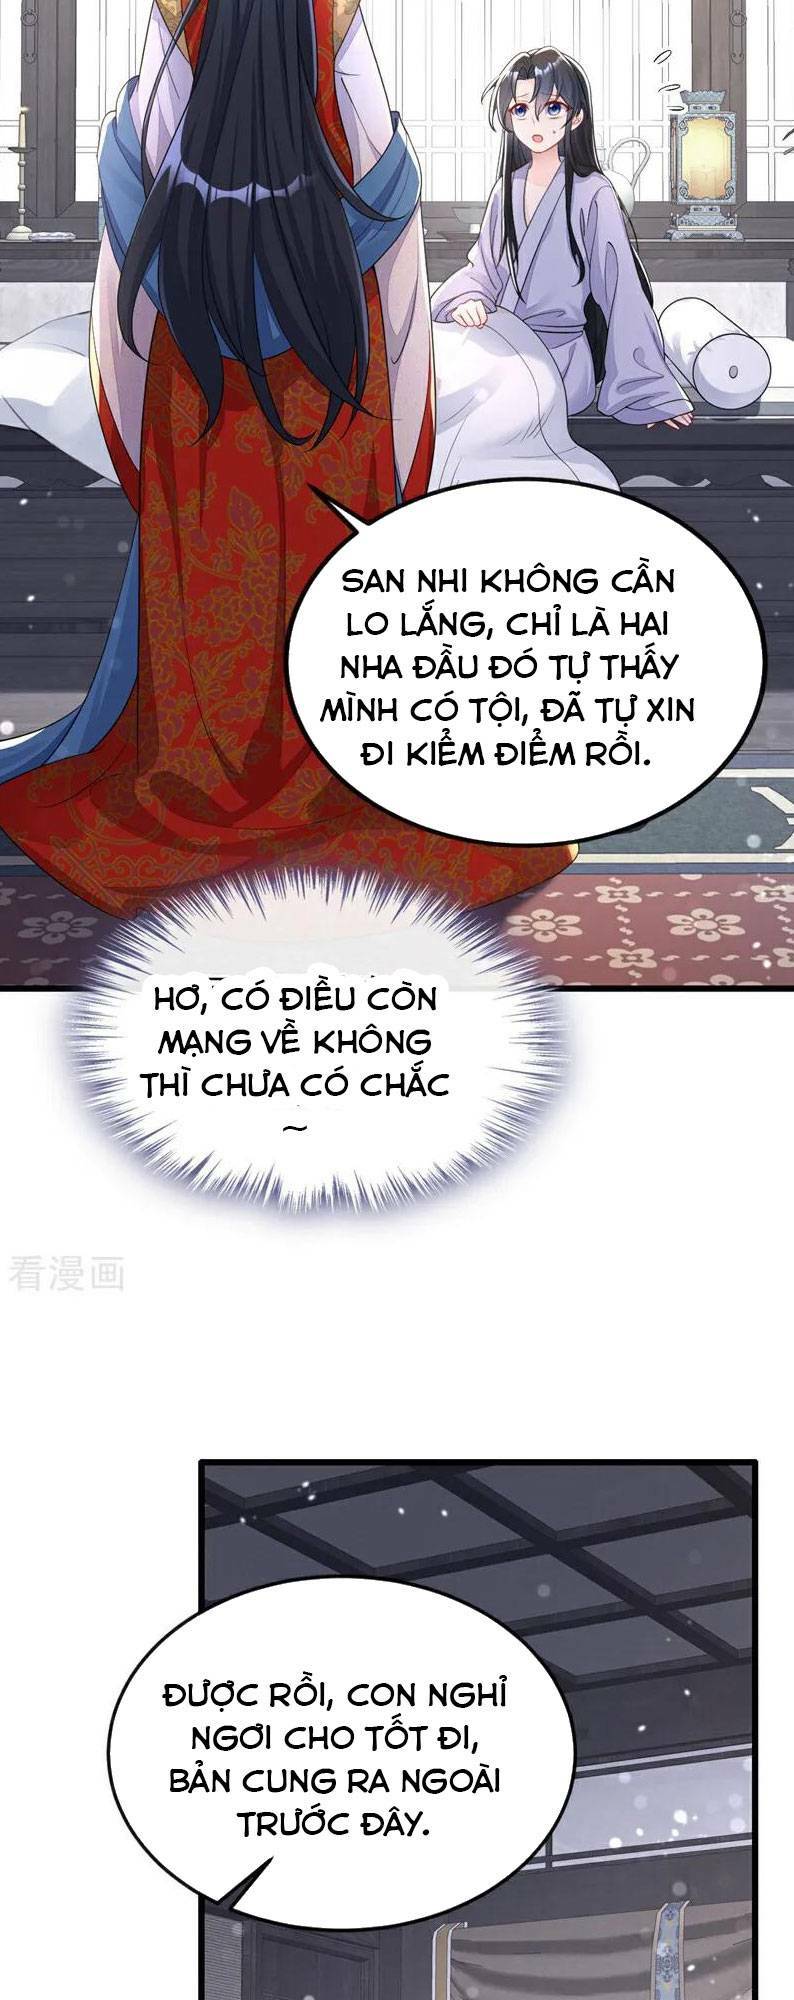 SAN NHI KHÔNG CẦN
LO LẮNG, CHỈ LÀ HAI
NHA ĐẦU ĐÓ TỰ THẤY
MÌNH CÓ TỘI, ĐÃ TỰ XIN
ĐI KIỂM ĐIỂM RỒI.
HƠ, CÓ ĐIỀU CÒN
MẠNG VỀ KHÔNG
THÌ CHƯA CÓ CHẮC
~
看漫画
ĐƯỢC RỒI, CON NGHỈ
NGƠI CHO TỐT ĐI,
BẢN CUNG RA NGOÀI
TRƯỚC ĐÂY.